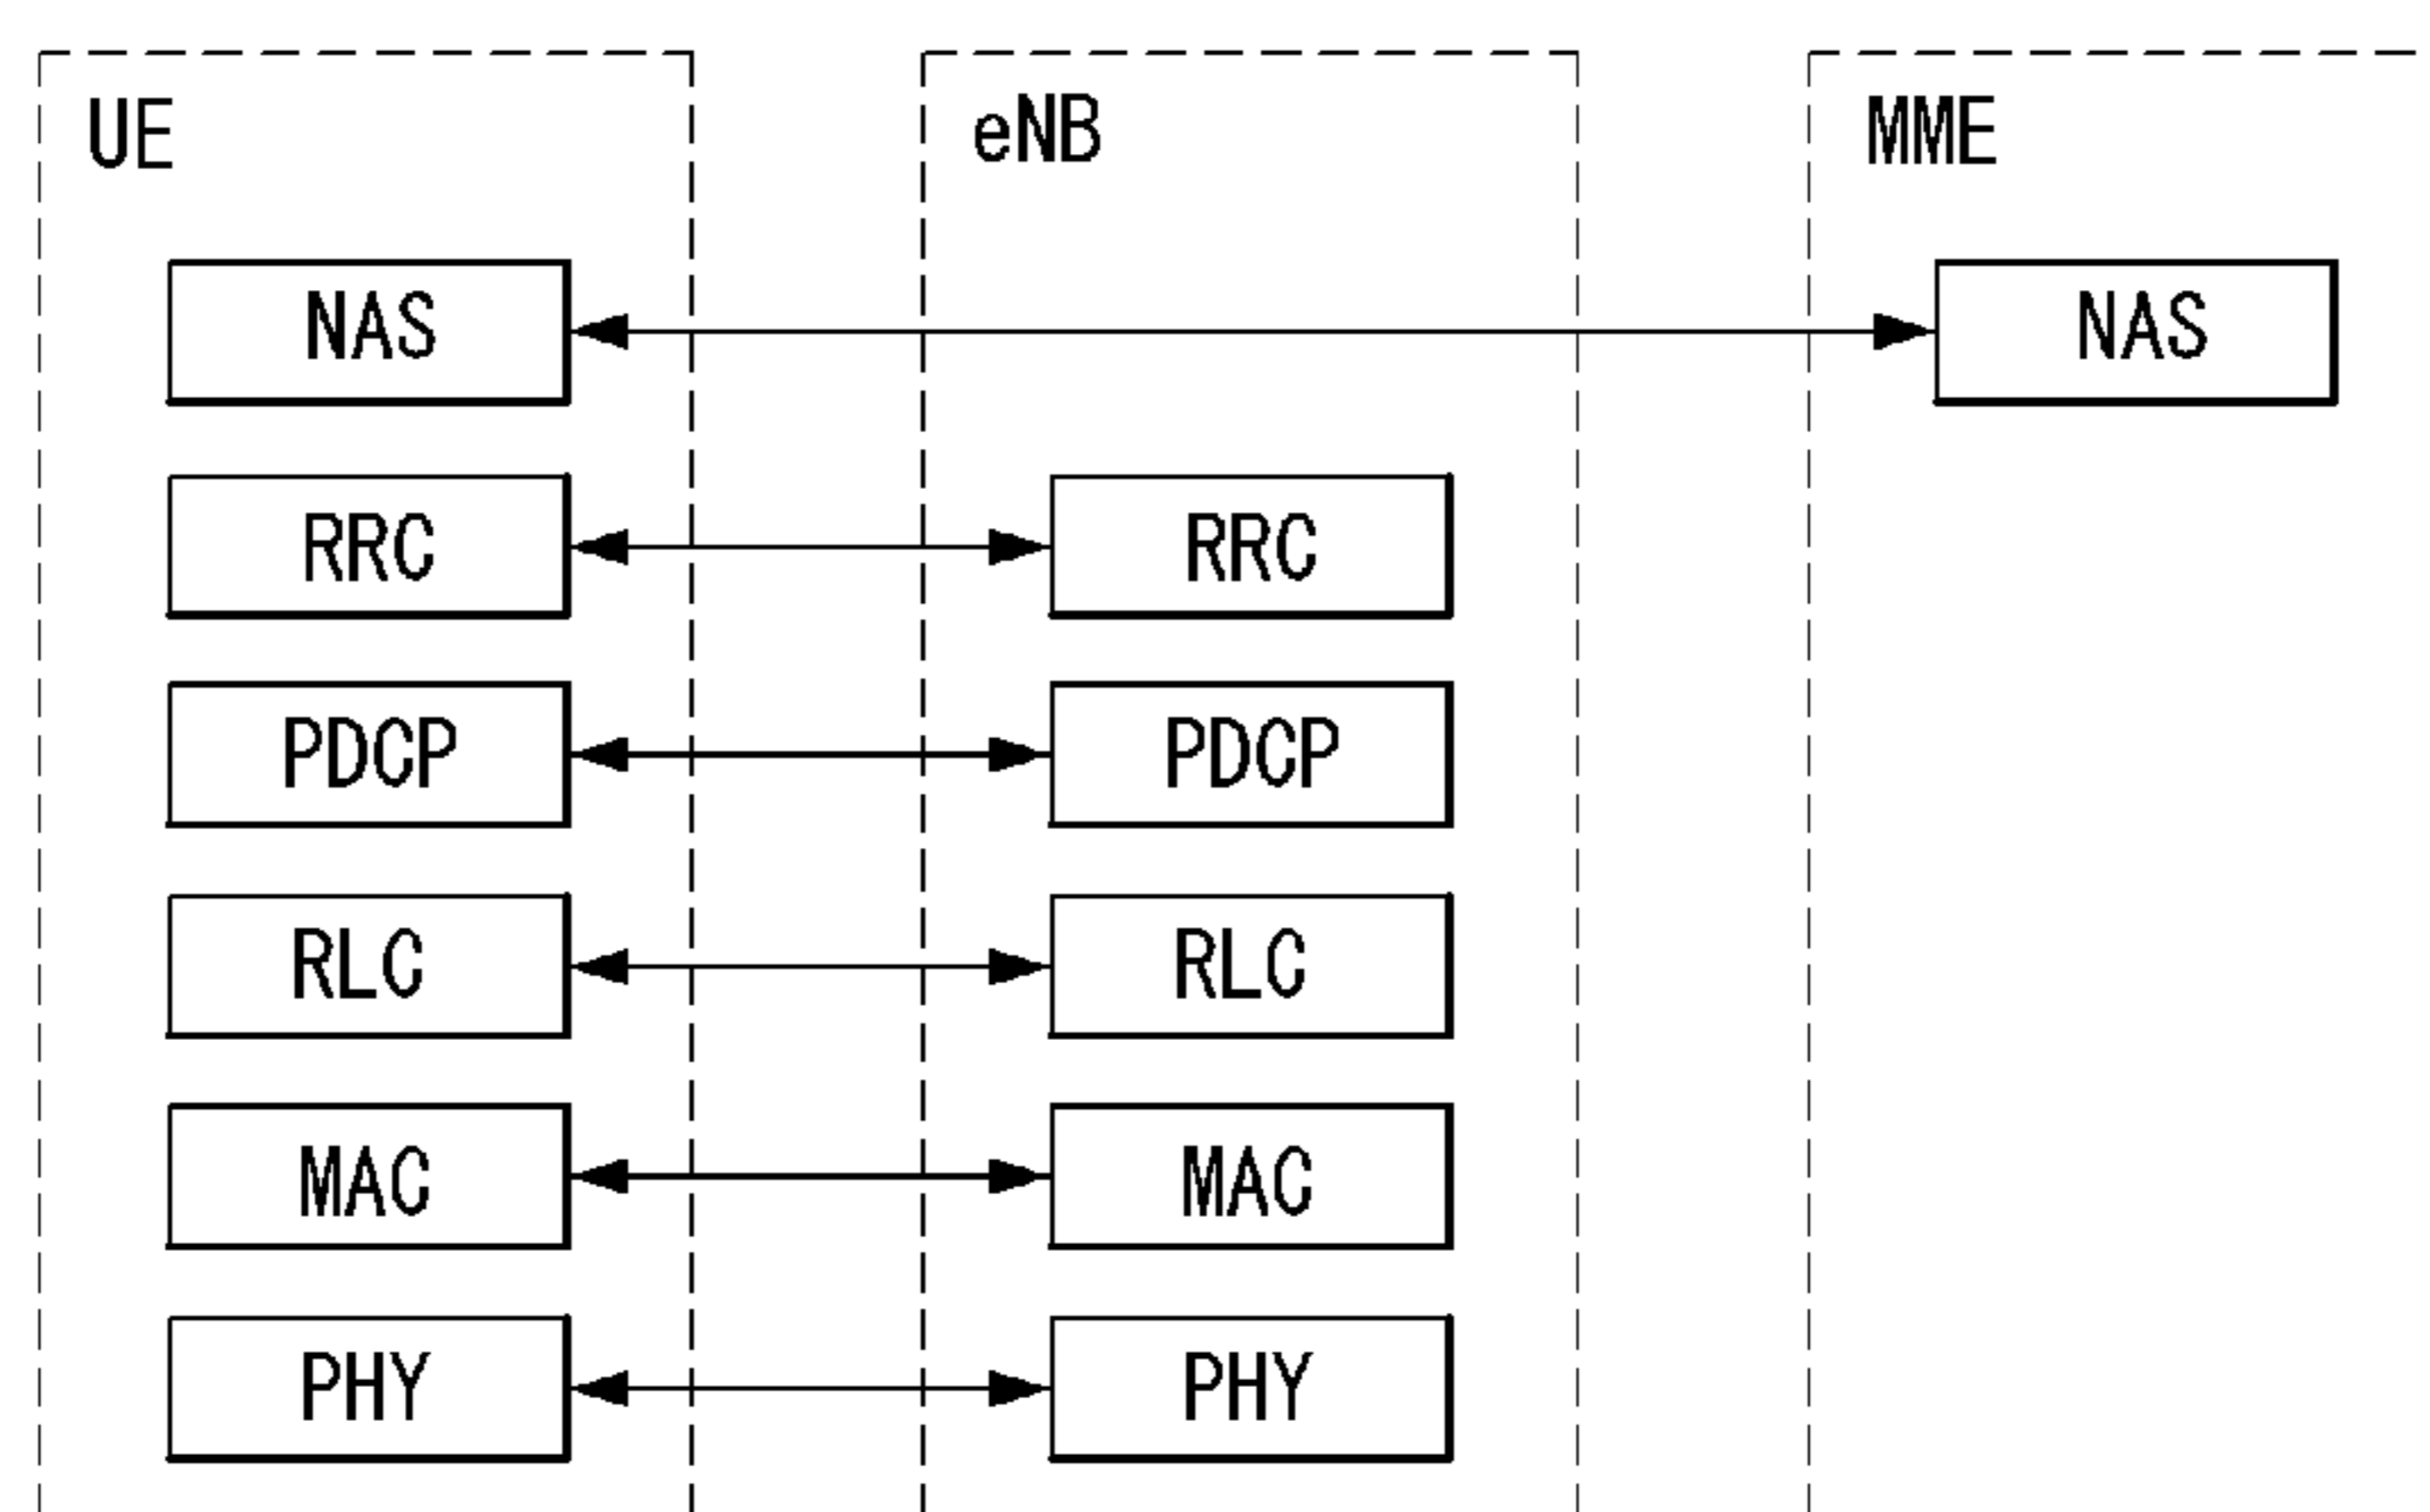 UE eNB MME
NAS NAS
RRC RRC
PDCP PDCP
RLC RLC
MAC MAC
PHY PHY